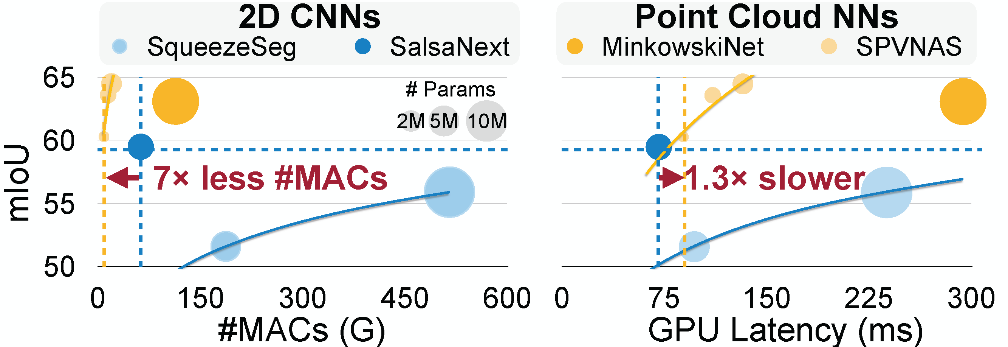 2D CNNs
SqueezeSeg SalsaNext
Point Cloud NNs
MinkowskiNet SPVNAS
mIoU
65
60
55
50
# Params
2M 5M 10M
7× less #MACs
0 150 300 450 600
#MACs (G)
1.3× slower
0 75 150 225 300
GPU Latency (ms)